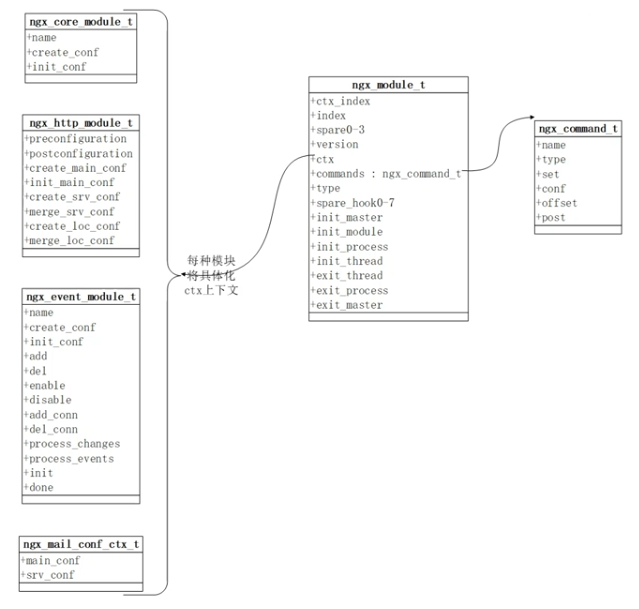 ngx_core_module_t
+name
+create_conf
+init_conf
ngx_http_module_t
+preconfiguration
+postconfiguration
+create_main_conf
+init_main_conf
+create_srv_conf
+merge_srv_conf
+create_loc_conf
+merge_loc_conf
ngx_event_module_t
+name
+create_conf
+init_conf
+add
+del
+enable
+disable
+add_conn
+del_conn
+process_changes
+process_events
+init
+done
ngx_mail_conf_ctx_t
+main_conf
+srv_conf
每种模块
将具体化
ctx上下文
ngx_module_t
+ctx_index
+index
+spare0-3
+version
+ctx
+commands : ngx_command_t
+type
+spare_hook0-7
+init_master
+init_module
+init_process
+init_thread
+exit_thread
+exit_process
+exit_master
ngx_command_t
+name
+type
+set
+conf
+offset
+post